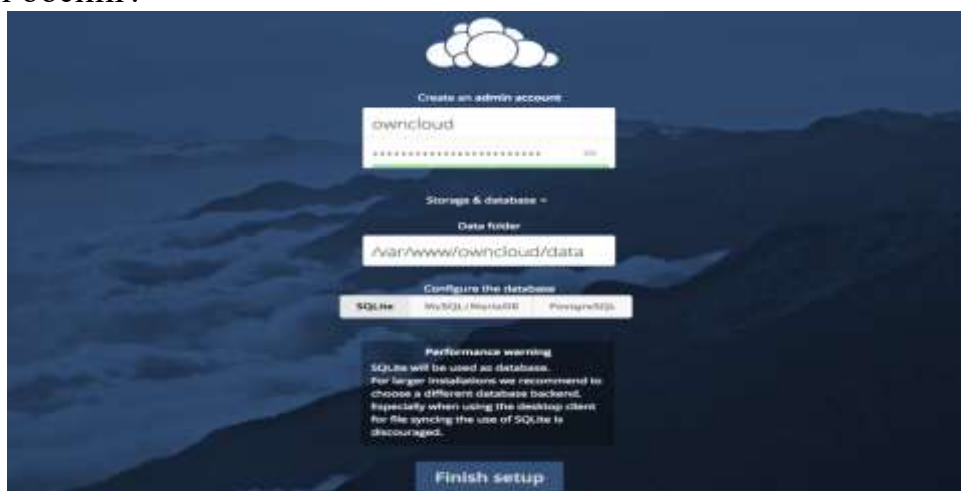 Create an admin account
owncloud
Storage & database
Data folder
/var/www/owncloud/data
Configure the database
SQLite MySQL/MariaDB PostgreSQL
Performance warning
SQLite will be used as database.
For larger installations we recommend to
choose a different database backend.
Especially when using the desktop client
for file syncing the use of SQLite is
discouraged.
Finish setup